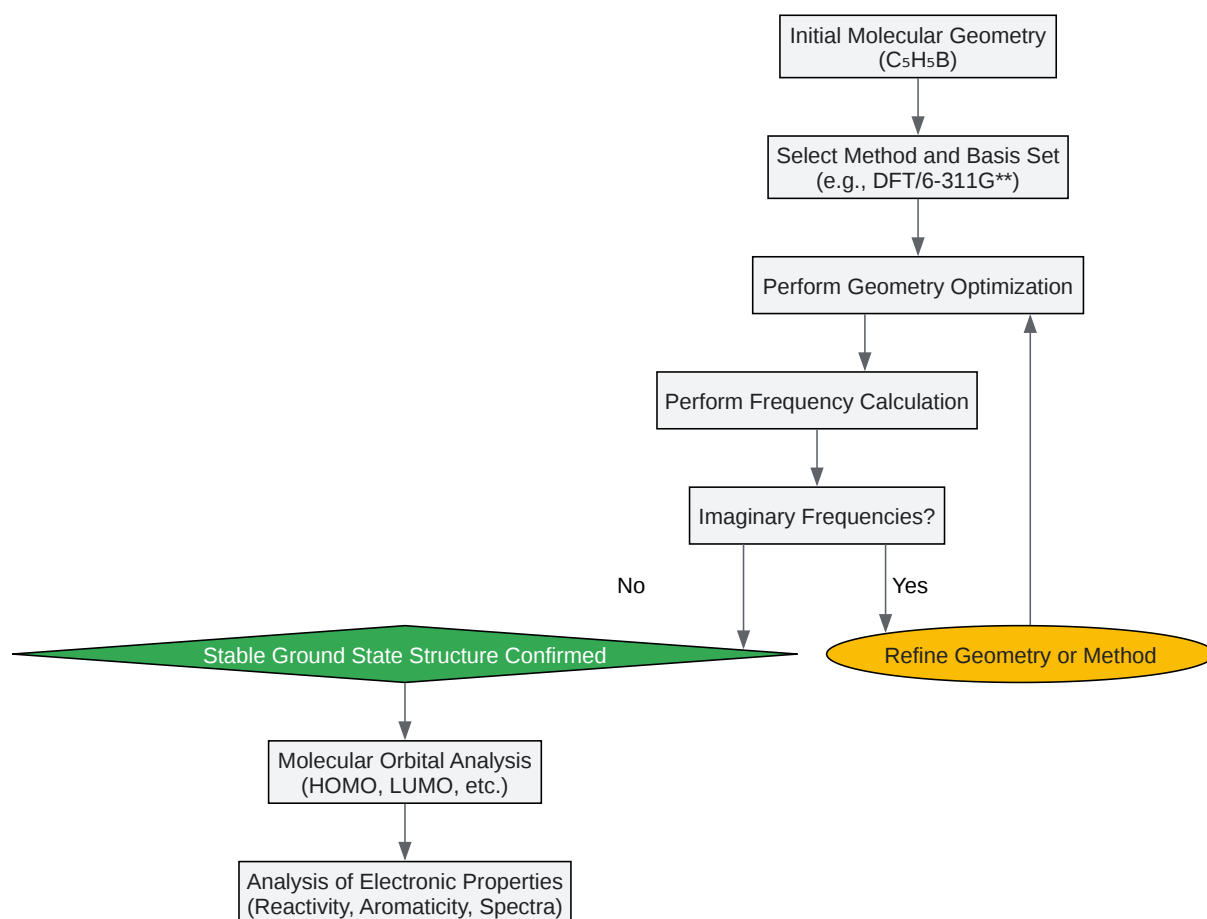 Initial Molecular Geometry
(C₅H₅B)
Select Method and Basis Set
(e.g., DFT/6-311G**)
Perform Geometry Optimization
Perform Frequency Calculation
Imaginary Frequencies?
No
Yes
Stable Ground State Structure Confirmed
Refine Geometry or Method
Molecular Orbital Analysis
(HOMO, LUMO, etc.)
Analysis of Electronic Properties
(Reactivity, Aromaticity, Spectra)